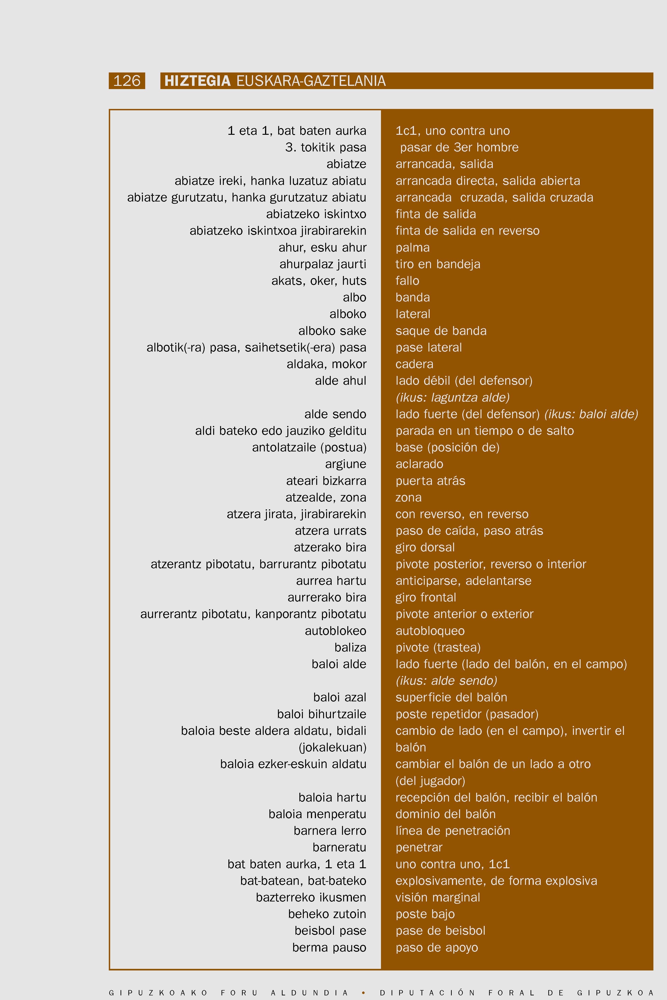 126 HIZTEGIA EUSKARA-GAZTELANIA
1 eta 1, bat baten aurka 1c1, uno contra uno
3. tokitik pasa pasar de 3er hombre
abiatze arrancada, salida
abiatze ireki, hanka luzatuz abiatu arrancada directa, salida abierta
abiatze gurutzatu, hanka gurutzatuz abiatu arrancada cruzada, salida cruzada
abiatzeko iskintxo finta de salida
abiatzeko iskintxoa jirabirarekin finta de salida en reverso
ahur, esku ahur palma
ahurpalaz jaurti tiro en bandeja
akats, oker, huts fallo
albo banda
alboko lateral
alboko sake saque de banda
albotik(-ra) pasa, saihetsetik(-era) pasa pase lateral
aldaka, mokor cadera
alde ahul lado débil (del defensor)
(ikus: laguntza alde)
alde sendo lado fuerte (del defensor) (ikus: baloi alde)
aldi bateko edo jauziko gelditu parada en un tiempo o de salto
antolatzaile (postua) base (posición de)
argiune aclarado
ateari bizkarra puerta atrás
atzealde, zona zona
atzera jirata, jirabirarekin con reverso, en reverso
atzera urrats paso de caída, paso atrás
atzerako bira giro dorsal
atzerantz pibotatu, barrurantz pibotatu pivote posterior, reverso o interior
aurrea hartu anticiparse, adelantarse
aurrerako bira giro frontal
aurrerantz pibotatu, kanporantz pibotatu pivote anterior o exterior
autoblokeo autobloqueo
baliza pivote (trastea)
baloi alde lado fuerte (lado del balón, en el campo)
(ikus: alde sendo)
baloi azal superficie del balón
baloi bihurtzaile poste repetidor (pasador)
baloia beste aldera aldatu, bidali cambio de lado (en el campo), invertir el
(jokalekuan) balón
baloia ezker-eskuin aldatu cambiar el balón de un lado a otro
(del jugador)
baloia hartu recepción del balón, recibir el balón
baloia menperatu dominio del balón
barnera lerro línea de penetración
barneratu penetrar
bat baten aurka, 1 eta 1 uno contra uno, 1c1
bat-batean, bat-bateko explosivamente, de forma explosiva
bazterreko ikusmen visión marginal
beheko zutoin poste bajo
beisbol pase pase de beisbol
berma pauso paso de apoyo
GIPUZKOAKO FORU ALDUNDIA • DIPUTACIÓN FORAL DE GIPUZKOA